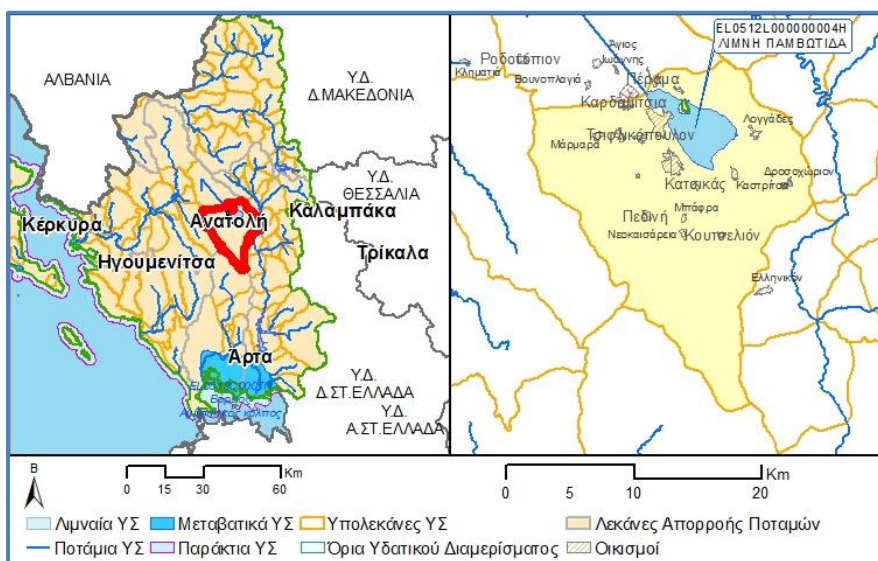 ΑΛΒΑΝΙΑ
Υ.Δ.
Δ.ΜΑΚΕΔΟΝΙΑ
Υ.Δ.
ΘΕΣΣΑΛΙΑ
Κέρκυρα
Ανατολή
Καλαμπάκα
Ηγουμενίτσα
Τρίκαλα
Άρτα
Υ.Δ.
Δ.ΣΤ.ΕΛΛΑΔΑ
Υ.Δ.
Α.ΣΤ.ΕΛΛΑΔΑ
κόλπος
EL0512L000000004H
ΛΙΜΝΗ ΠΑΜΒΩΤΙΔΑ
Άγιος
Ιωάννης
Ροδοτόπιον
Κληματιά
Βουνοπλαγιά
Πέραμα
Καρδαμίτσια
Λογγάδες
Μάρμαρα
Κατσικάς
Καστρίτσα
Δροσοχώριον
Μπάφρα
Πεδινή
Νεοκαισάρεια
Κουτσελιόν
Ελληνικόν
Β
Km
0 15 30 60
Km
0 5 10 20
Λιμναία ΥΣ
Μεταβατικά ΥΣ
Υπολεκάνες ΥΣ
Λεκάνες Απορροής Ποταμών
Ποτάμια ΥΣ
Παράκτια ΥΣ
Όρια Υδατικού Διαμερίσματος
Οικισμοί